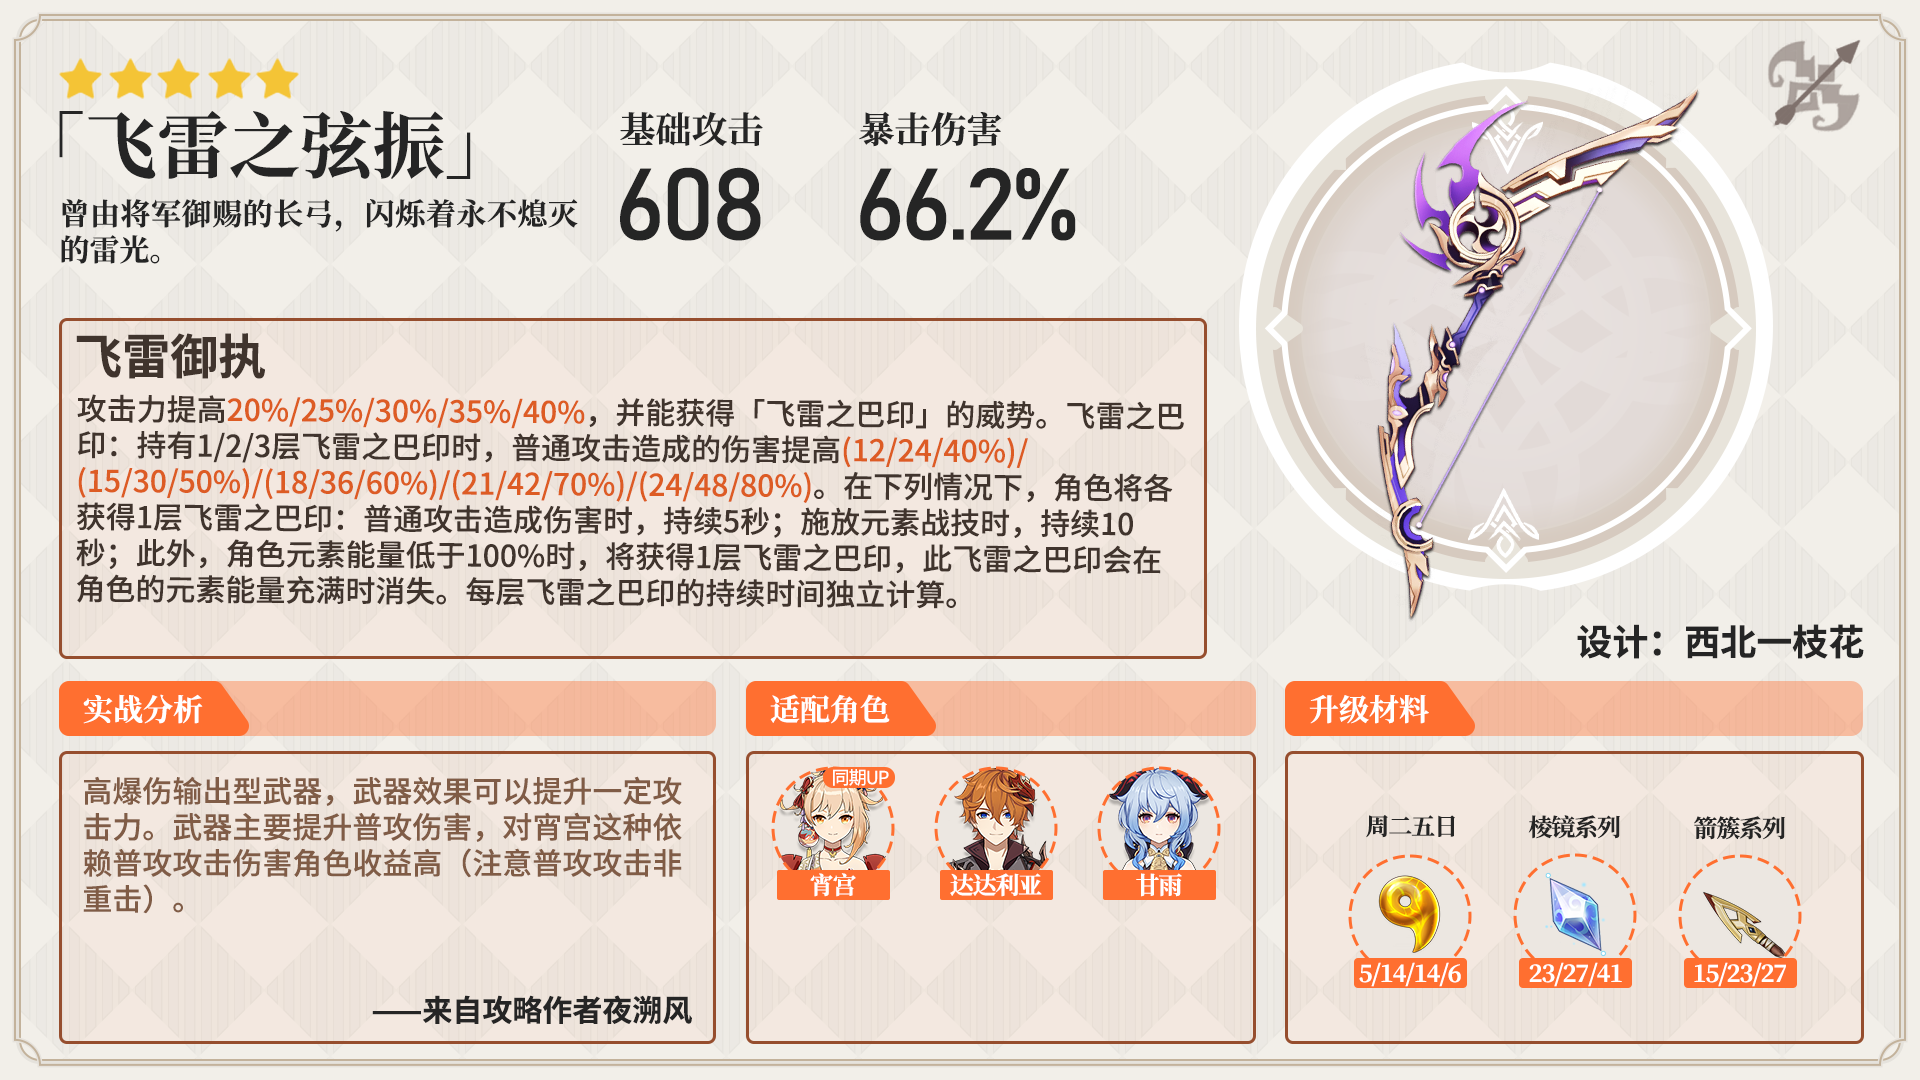 「飞雷之弦振」
曾由将军御赐的长弓，闪烁着永不熄灭
的雷光。
基础攻击
608
暴击伤害
66.2%
飞雷御执
攻击力提高20%/25%/30%/35%/40%，并能获得「飞雷之巴印」的威势。飞雷之巴
印：持有1/2/3层飞雷之巴印时，普通攻击造成的伤害提高(12/24/40%)/
(15/30/50%)/(18/36/60%)/(21/42/70%)/(24/48/80%)。在下列情况下，角色将各
获得1层飞雷之巴印：普通攻击造成伤害时，持续5秒；施放元素战技时，持续10
秒；此外，角色元素能量低于100%时，将获得1层飞雷之巴印，此飞雷之巴印会在
角色的元素能量充满时消失。每层飞雷之巴印的持续时间独立计算。
设计：西北一枝花
实战分析
高爆伤输出型武器，武器效果可以提升一定攻
击力。武器主要提升普攻伤害，对宵宫这种依
赖普攻攻击伤害角色收益高（注意普攻攻击非
重击）。
——来自攻略作者夜溯风
适配角色
同期UP
宵宫
达达利亚
甘雨
升级材料
周二五日
棱镜系列
箭簇系列
5/14/14/6
23/27/41
15/23/27